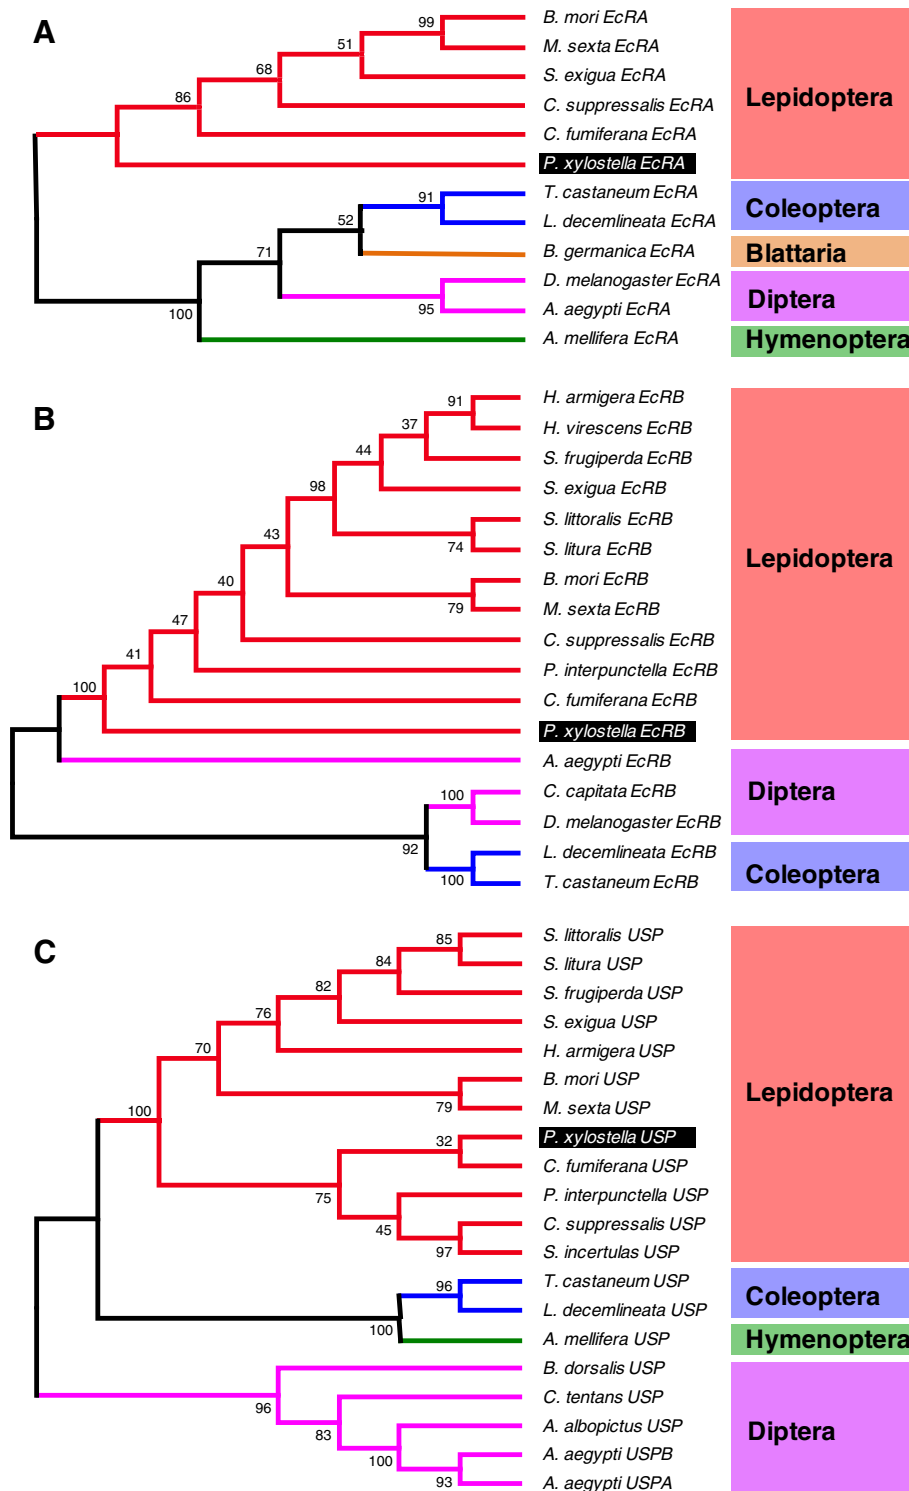 A
99
B. mori EcRA
M. sexta EcRA
51
S. exigua EcRA
68
C. suppressalis EcRA
86
C. fumiferana EcRA
P. xylostella EcRA
Lepidoptera
T. castaneum EcRA
91
L. decemlineata EcRA
Coleoptera
52
B. germanica EcRA
Blattaria
71
D. melanogaster EcRA
A. aegypti EcRA
95
Diptera
100
A. mellifera EcRA
Hymenoptera
B
H. armigera EcRB
91
H. virescens EcRB
37
S. frugiperda EcRB
44
S. exigua EcRB
98
S. littoralis EcRB
S. litura EcRB
74
43
B. mori EcRB
M. sexta EcRB
79
40
C. suppressalis EcRB
47
P. interpunctella EcRB
41
C. fumiferana EcRB
100
P. xylostella EcRB
Lepidoptera
A. aegypti EcRB
C. capitata EcRB
100
D. melanogaster EcRB
Diptera
92
L. decemlineata EcRB
T. castaneum EcRB
100
Coleoptera
C
S. littoralis USP
85
S. litura USP
84
S. frugiperda USP
82
S. exigua USP
76
H. armigera USP
70
B. mori USP
M. sexta USP
79
100
P. xylostella USP
32
C. fumiferana USP
75
P. interpunctella USP
45
C. suppressalis USP
S. incertulas USP
97
Lepidoptera
T. castaneum USP
96
L. decemlineata USP
Coleoptera
100
A. mellifera USP
Hymenoptera
B. dorsalis USP
96
C. tentans USP
83
A. albopictus USP
100
A. aegypti USPB
A. aegypti USPA
93
Diptera